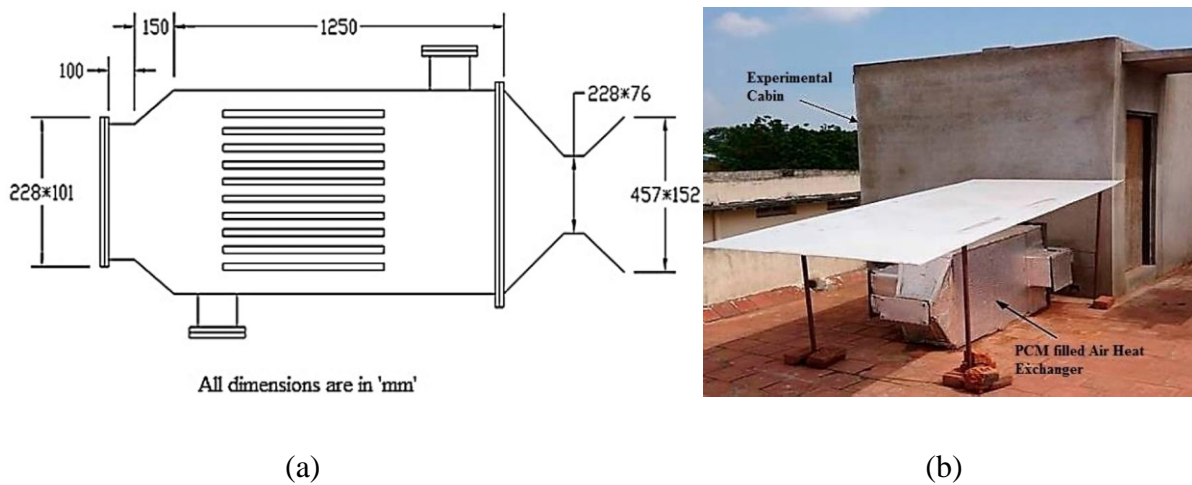 150
1250
100
228*76
228*101
457*152
All dimensions are in 'mm'
Experimental
Cabin
PCM filled Air Heat
Exchanger
(a)
(b)